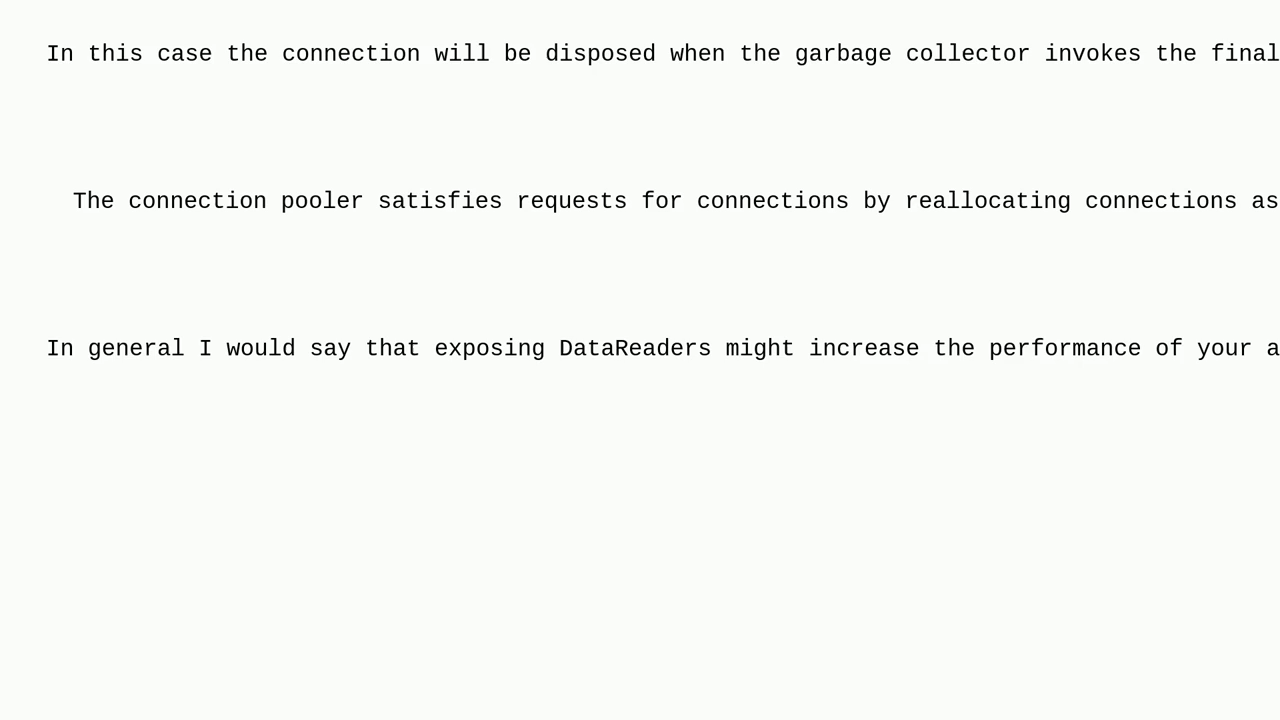 In this case the connection will be disposed when the garbage collector invokes the final
The connection pooler satisfies requests for connections by reallocating connections as
In general I would say that exposing DataReaders might increase the performance of your a